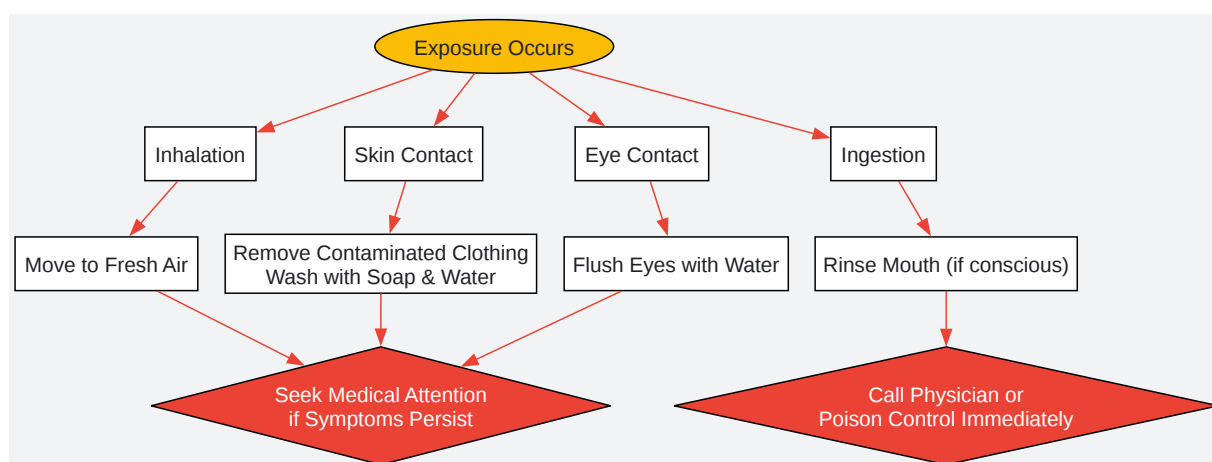 Exposure Occurs
Inhalation
Skin Contact
Eye Contact
Ingestion
Move to Fresh Air
Remove Contaminated Clothing
Wash with Soap & Water
Flush Eyes with Water
Rinse Mouth (if conscious)
Seek Medical Attention
if Symptoms Persist
Call Physician or
Poison Control Immediately